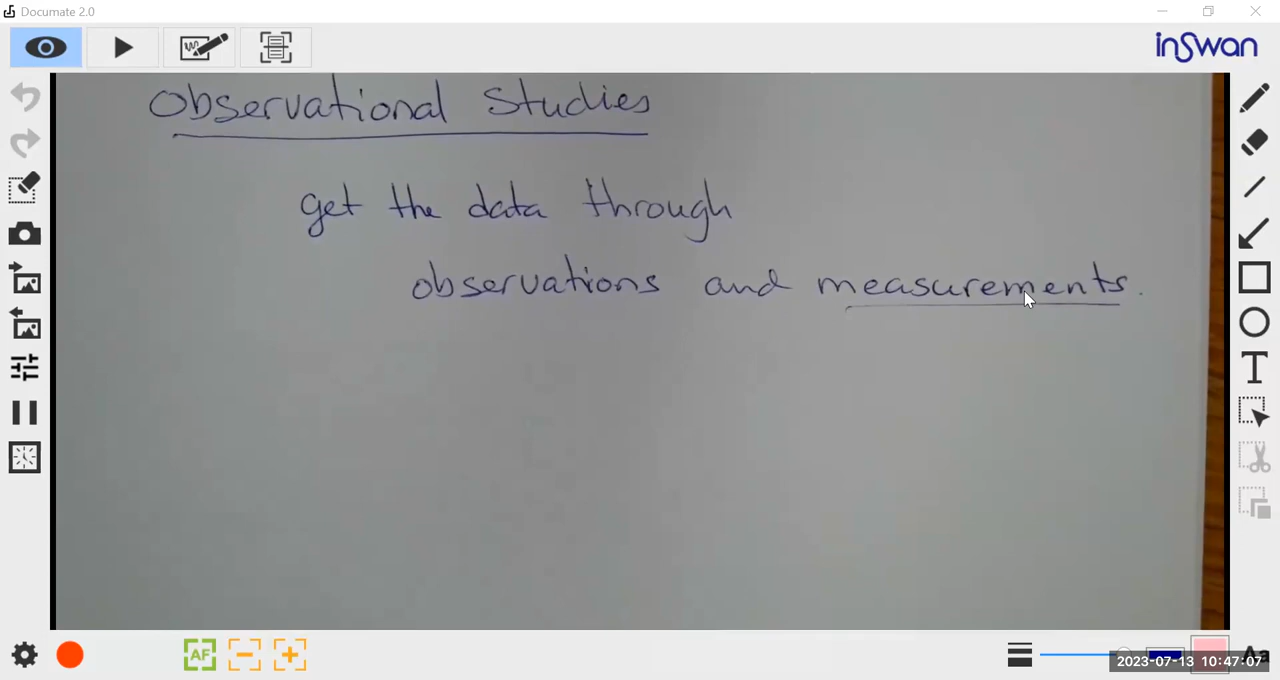 Documate 2.0
inSwan
Observational Studies
get the data through
observations and measurements.
AF
T
Aa
2023-07-13 10:47:07